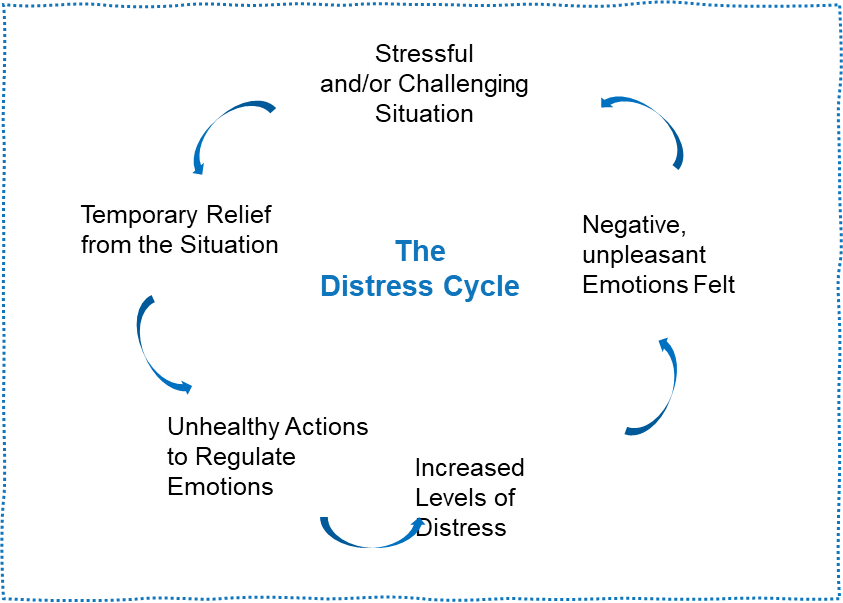 Stressful
and/or Challenging
Situation
Temporary Relief
from the Situation
The
Distress Cycle
Negative,
unpleasant
Emotions Felt
Unhealthy Actions
to Regulate
Emotions
Increased
Levels of
Distress